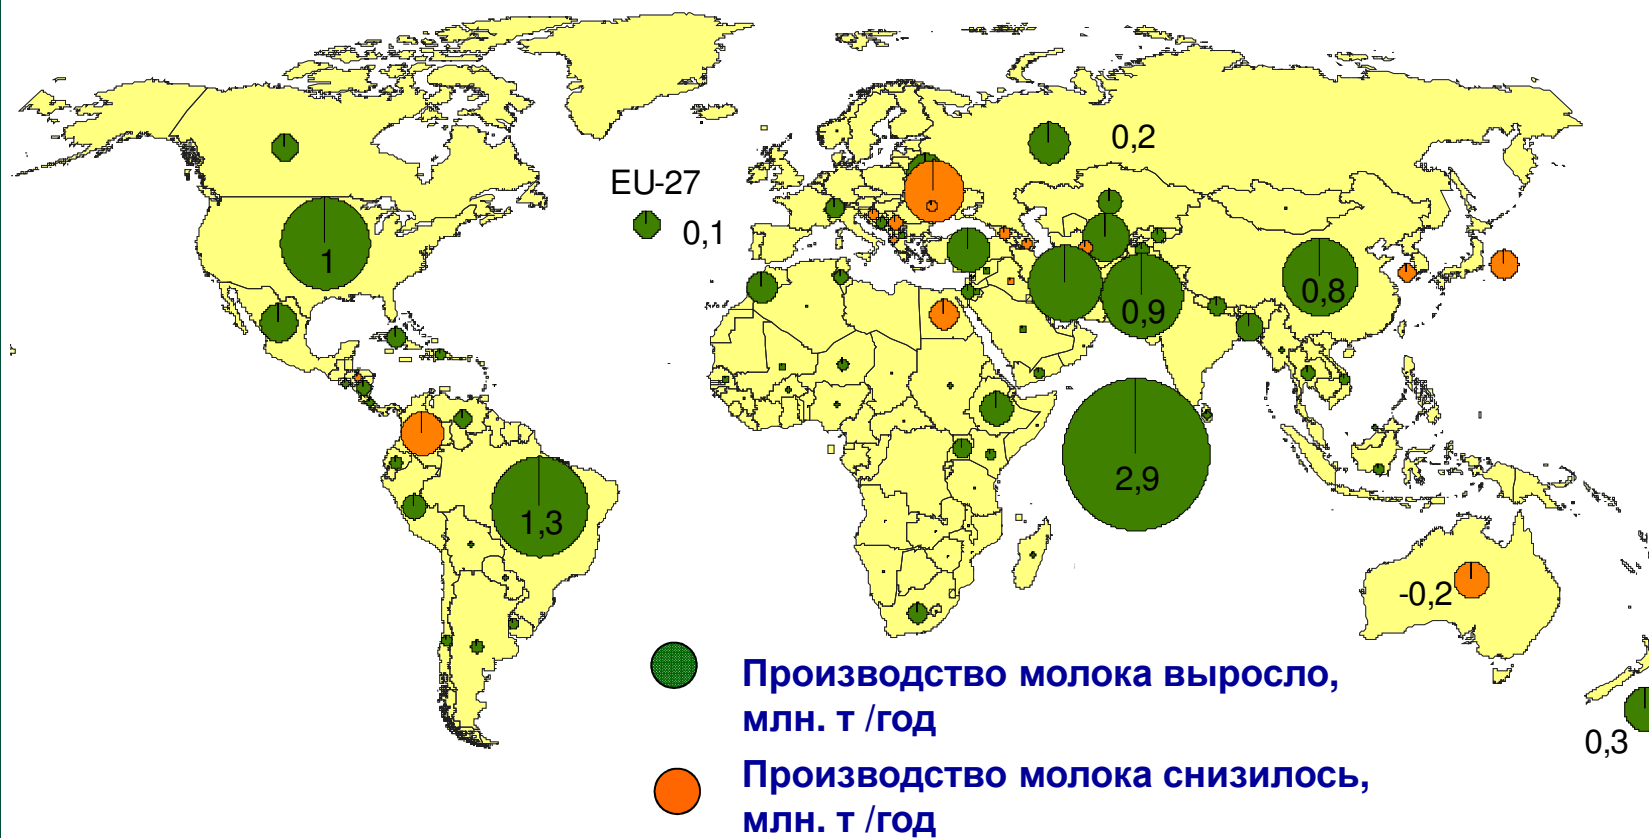 0,2
EU-27
0,1
1
0,9
0,8
2,9
1,3
-0,2
0,3
Производство молока выросло,
млн. т /год
Производство молока снизилось,
млн. т /год